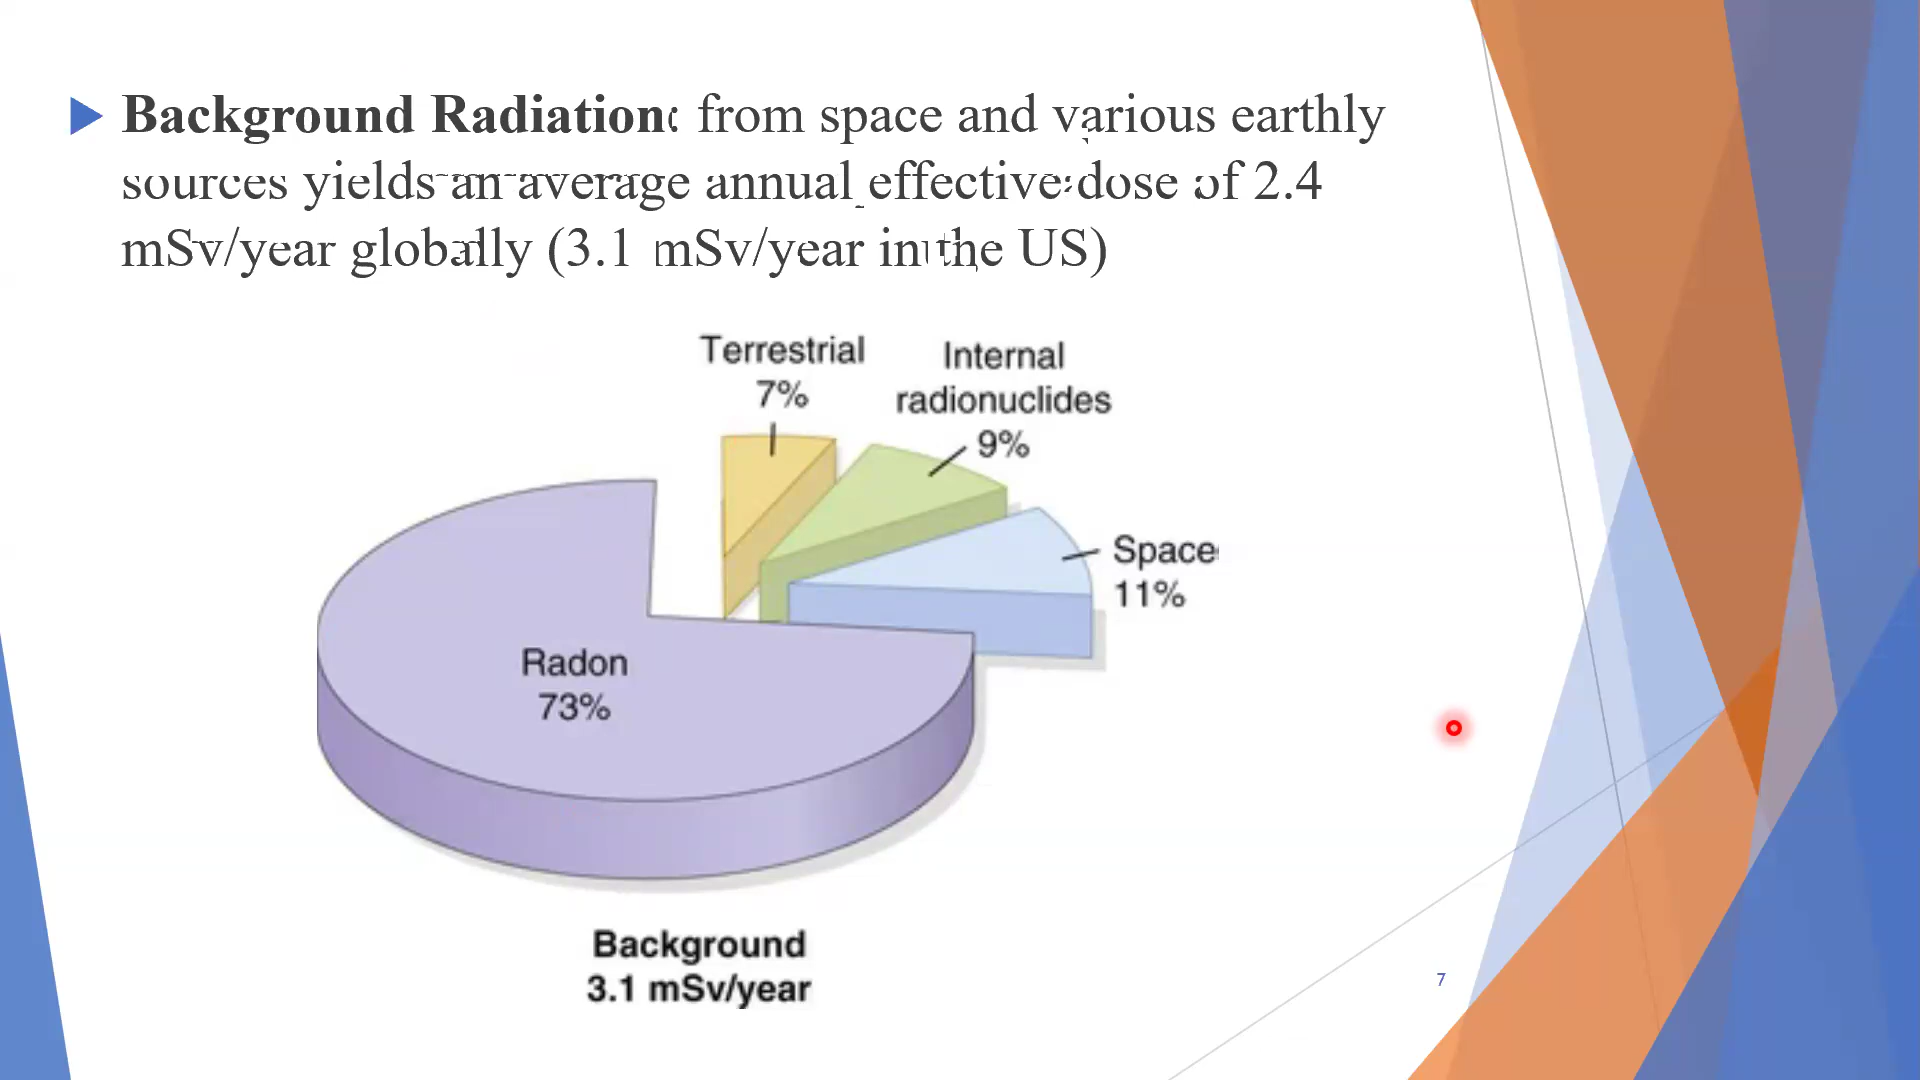 Background Radiation: from space and various earthly
sources yields an average annual effective dose of 2.4
mSv/year globally (3.1 mSv/year in the US)
Terrestrial
7%
Internal
radionuclides
9%
Space
11%
Radon
73%
Background
3.1 mSv/year
7